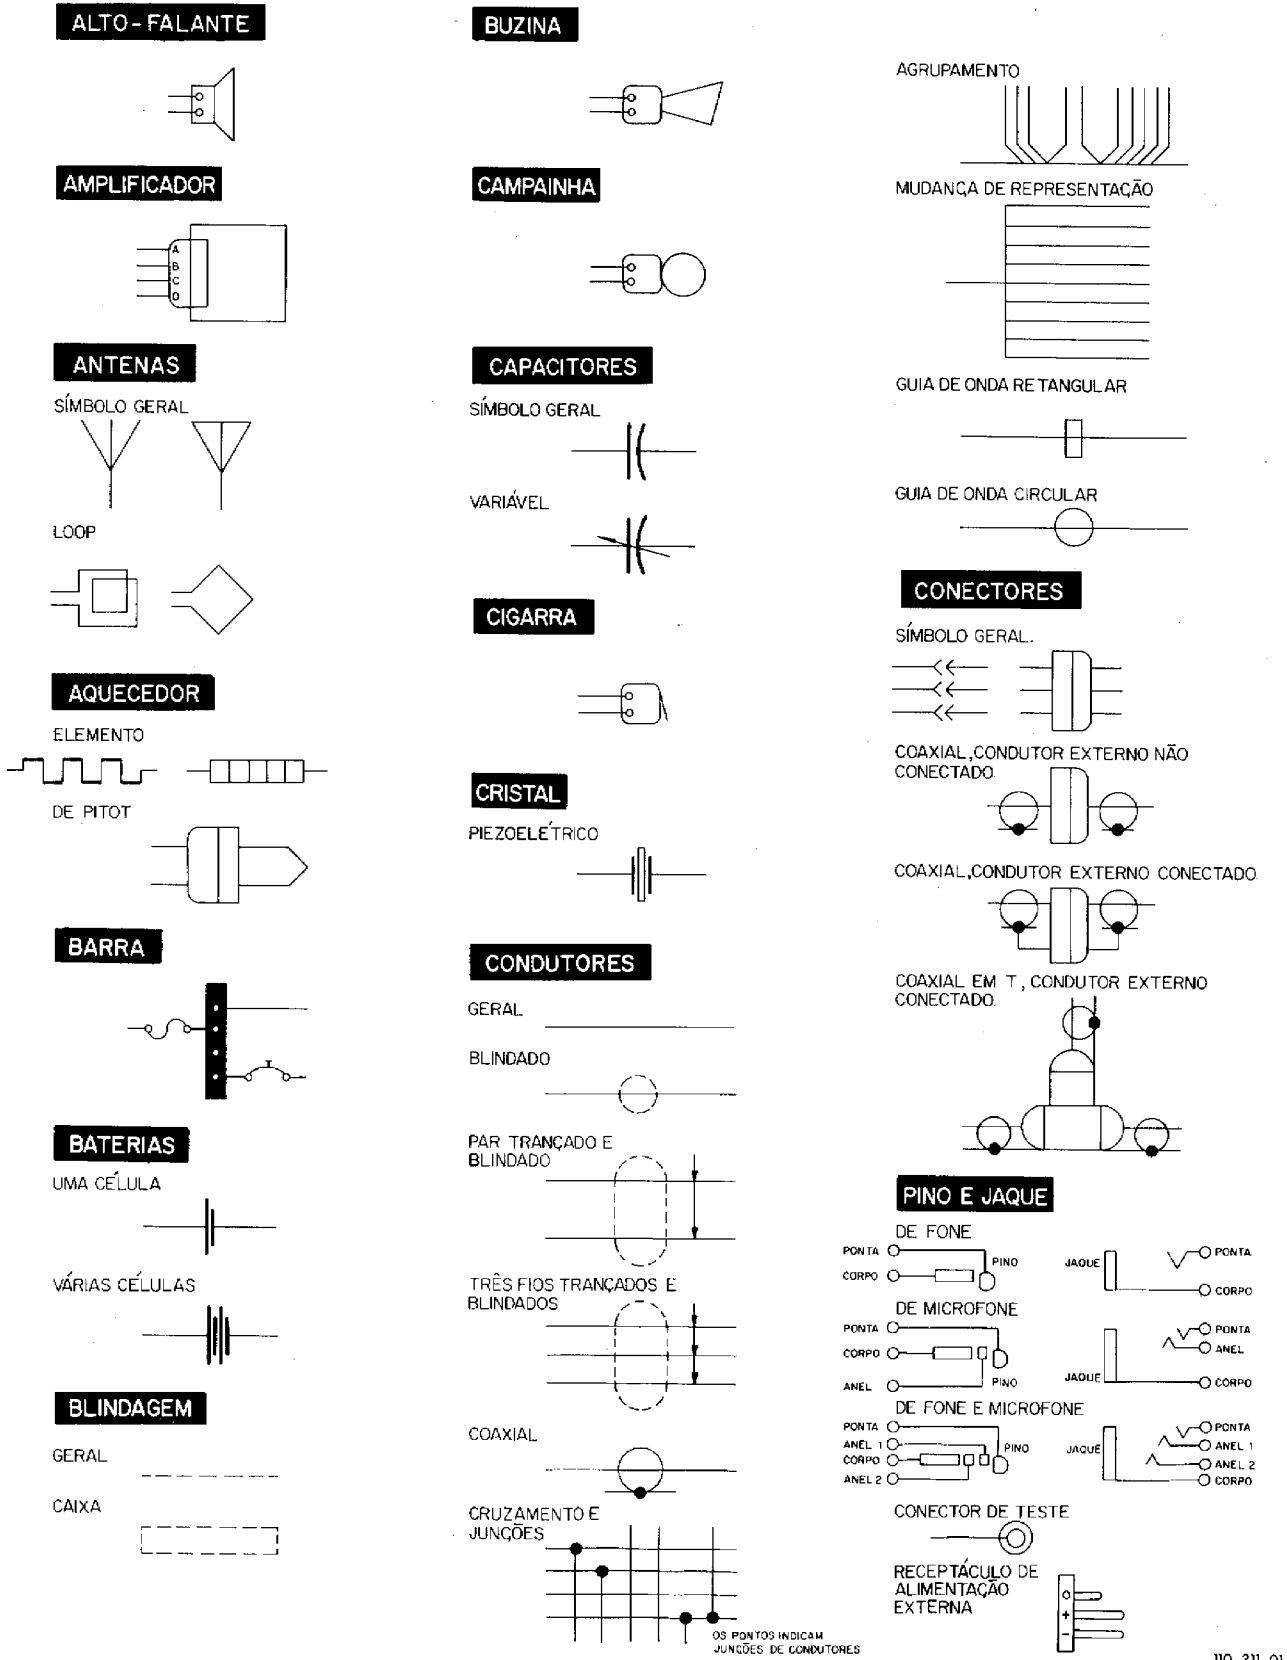 ALTO-FALANTE
AMPLIFICADOR
A
B
C
D
ANTENAS
SÍMBOLO GERAL
LOOP
AQUECEDOR
ELEMENTO
DE PITOT
BARRA
BATERIAS
UMA CÉLULA
VÁRIAS CÉLULAS
BLINDAGEM
GERAL
CAIXA
BUZINA
CAMPAINHA
CAPACITORES
SÍMBOLO GERAL
VARIÁVEL
CIGARRA
CRISTAL
PIEZOELÉTRICO
CONDUTORES
GERAL
BLINDADO
PAR TRANÇADO E
BLINDADO
TRÊS FIOS TRANÇADOS E
BLINDADOS
COAXIAL
CRUZAMENTO E
JUNÇÕES
OS PONTOS INDICAM
JUNÇÕES DE CONDUTORES
AGRUPAMENTO
MUDANÇA DE REPRESENTAÇÃO
GUIA DE ONDA RETANGULAR
GUIA DE ONDA CIRCULAR
CONECTORES
SÍMBOLO GERAL.
COAXIAL,CONDUTOR EXTERNO NÃO
CONECTADO.
COAXIAL,CONDUTOR EXTERNO CONECTADO.
COAXIAL EM T, CONDUTOR EXTERNO
CONECTADO.
PINO E JAQUE
DE FONE
PONTA
CORPO
PINO
JAQUE
PONTA
CORPO
DE MICROFONE
PONTA
CORPO
ANEL
PINO
JAQUE
PONTA
ANEL
CORPO
DE FONE E MICROFONE
PONTA
ANEL 1
CORPO
ANEL 2
PINO
JAQUE
PONTA
ANEL 1
ANEL 2
CORPO
CONECTOR DE TESTE
RECEPTÁCULO DE
ALIMENTAÇÃO
EXTERNA
+
-